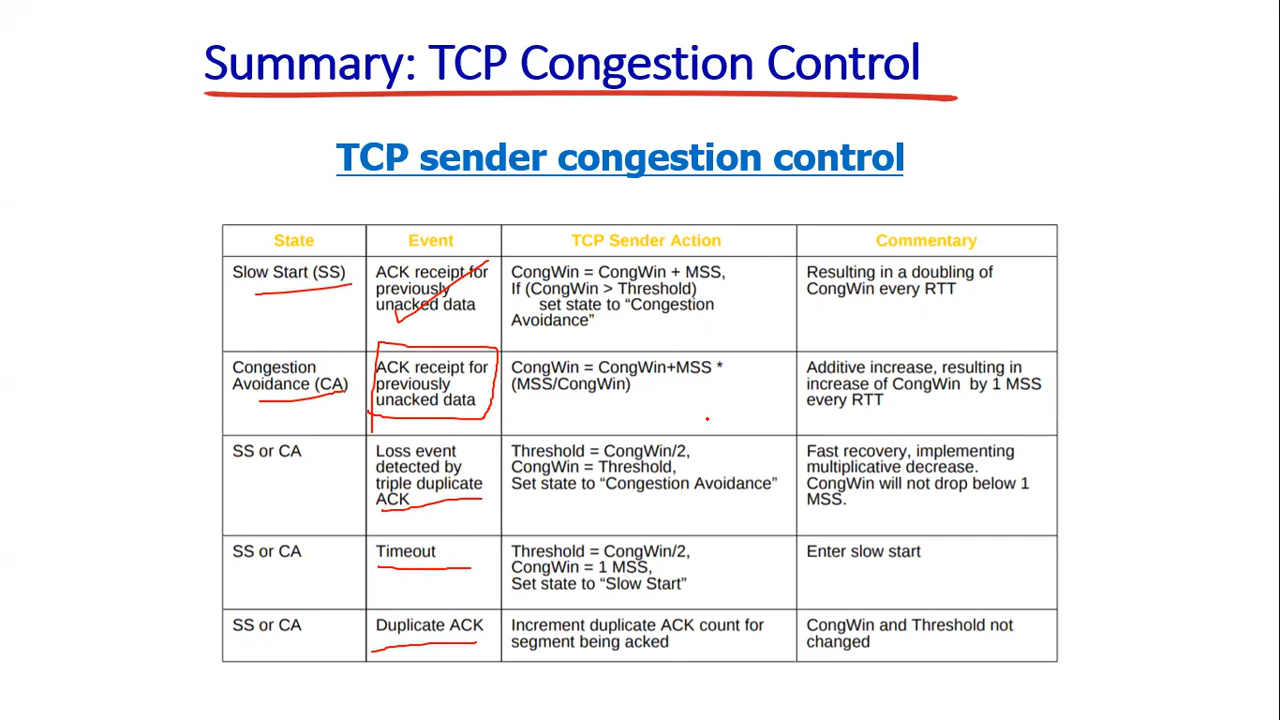 Summary: TCP Congestion Control
TCP sender congestion control
State Event TCP Sender Action Commentary
Slow Start (SS)
ACK receipt for
previously
unacked data
CongWin = CongWin + MSS,
If (CongWin > Threshold)
set state to “Congestion
Avoidance”
Resulting in a doubling of
CongWin every RTT
Congestion
Avoidance (CA)
ACK receipt for
previously
unacked data
CongWin = CongWin+MSS *
(MSS/CongWin)
Additive increase, resulting in
increase of CongWin by 1 MSS
every RTT
SS or CA
Loss event
detected by
triple duplicate
ACK
Threshold = CongWin/2,
CongWin = Threshold,
Set state to “Congestion Avoidance”
Fast recovery, implementing
multiplicative decrease.
CongWin will not drop below 1
MSS.
SS or CA
Timeout
Threshold = CongWin/2,
CongWin = 1 MSS,
Set state to “Slow Start”
Enter slow start
SS or CA
Duplicate ACK
Increment duplicate ACK count for
segment being acked
CongWin and Threshold not
changed